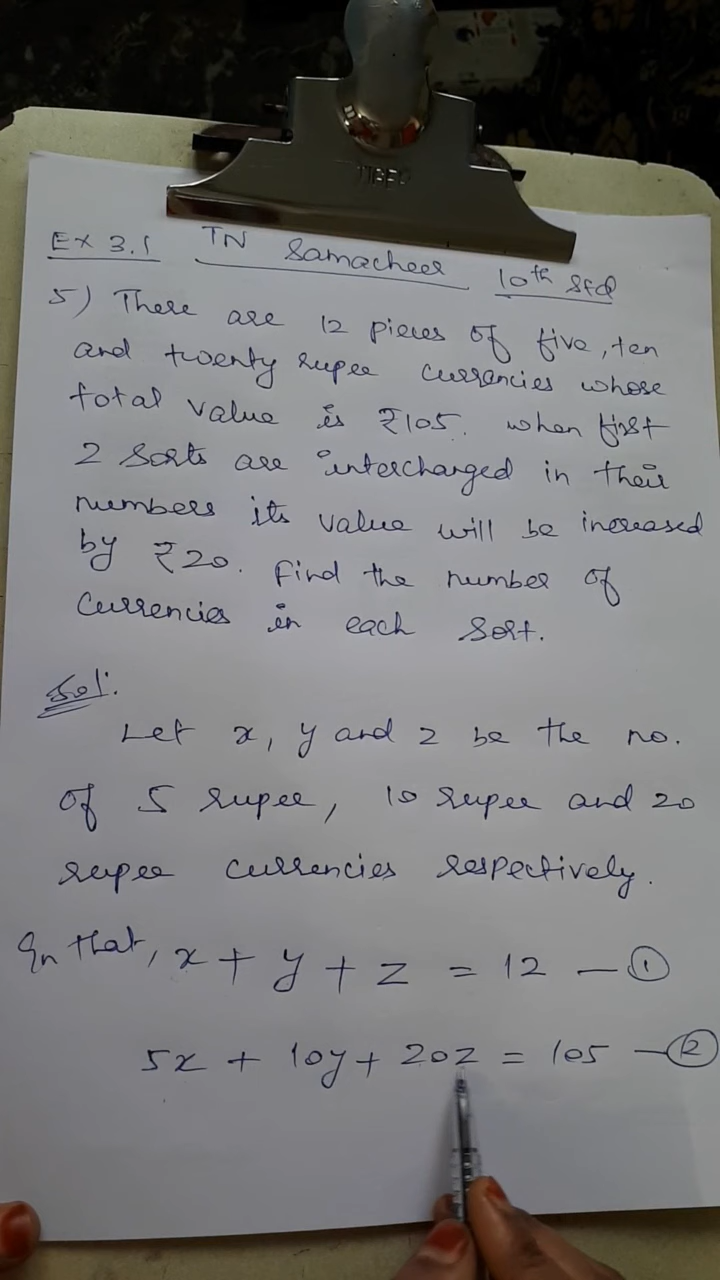 Ex 3.1 TN Samacheer 10th Std
5) There are 12 pieces of five, ten
and twenty rupee currencies whose
total value is ₹105. when first
2 sorts are interchanged in their
numbers its value will be increased
by ₹20. Find the number of
currencies in each sort.
Sol:
Let x, y and z be the no.
of 5 rupee, 10 rupee and 20
rupee currencies respectively.
Gn that, x + y + z = 12 — ①
5x + 10y + 20z = 105 — ②